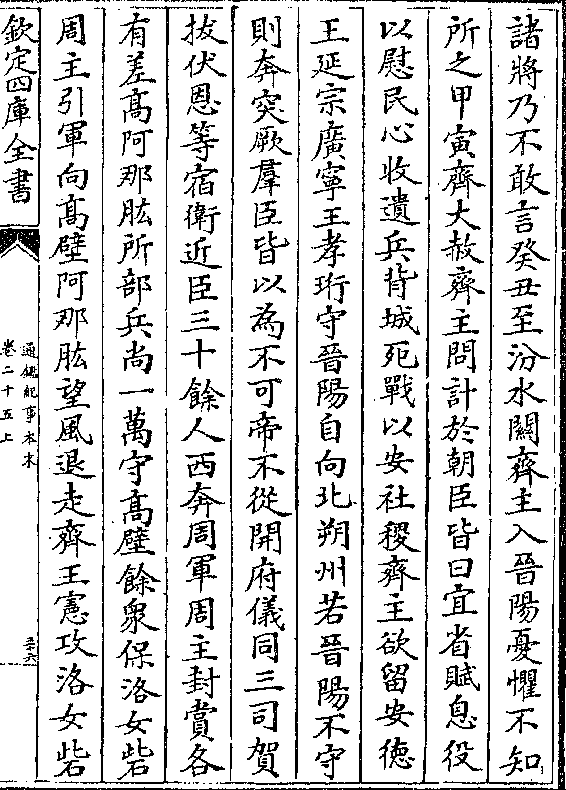 諸將乃不敢言癸丑至汾水關齊主入晉陽憂懼不知
所之甲寅齊大赦齊主問計於朝臣皆曰宜省賦息役
以慰民心收遺兵背城死戰以安社稷齊主欲留安徳
王延宗廣寧王孝珩守晉陽自向北朔州若晉陽不守
則奔突厥羣臣皆以為不可帝不從開府儀同三司賀
拔伏恩等宿衛近臣三十餘人西奔周軍周主封賞各
有差髙阿那肱所部兵尚一萬守髙壁餘衆保洛女砦
周主引軍向髙壁阿那肱望風退走齊王憲攻洛女砦
欽定四庫全書
通鑑紀事本末
卷二十五上
三十六